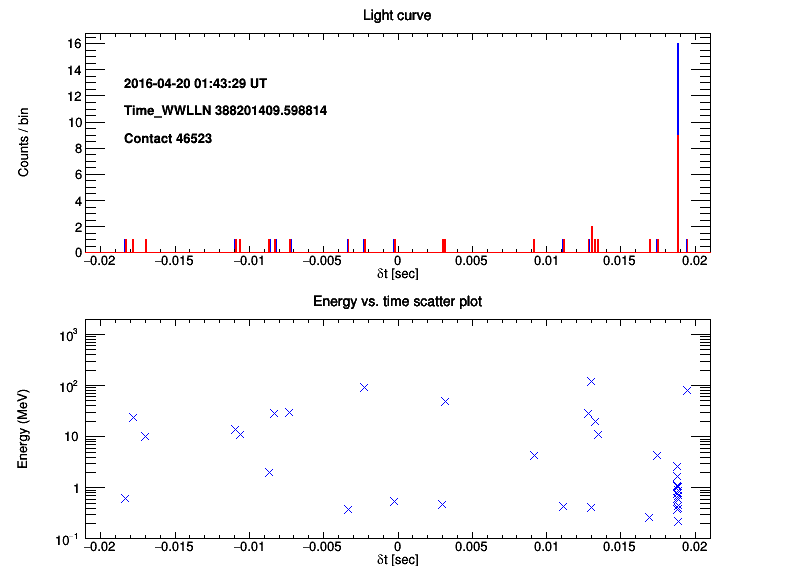 Light curve
16
14
12
10
8
6
4
2
0
Counts / bin
2016-04-20 01:43:29 UT
Time_WWLLN 388201409.598814
Contact 46523
−0.02 −0.015 −0.01 −0.005 0 0.005 0.01 0.015 0.02
δt [sec]
Energy vs. time scatter plot
10³
10²
10
1
10⁻¹
Energy (MeV)
−0.02 −0.015 −0.01 −0.005 0 0.005 0.01 0.015 0.02
δt [sec]